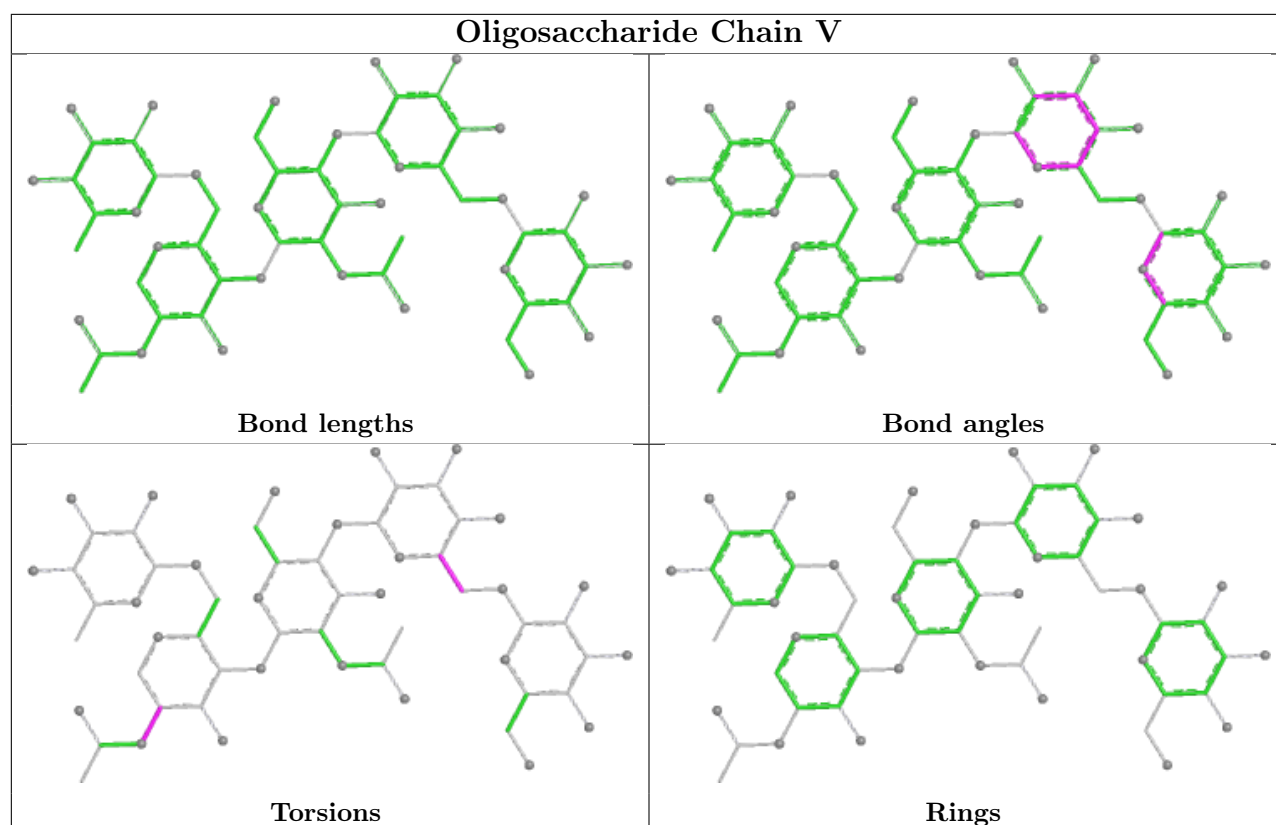 Oligosaccharide Chain V
Bond lengths
Bond angles
Torsions
Rings